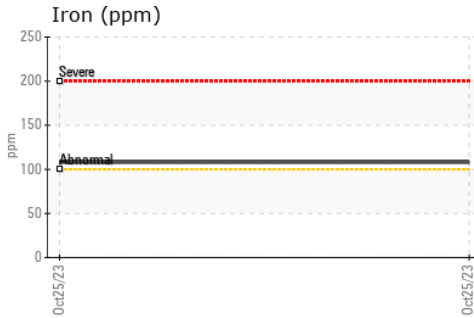 Iron (ppm)
250
Severe
200
150
ppm
Abnormal
100
50
0
Oct25/23
Oct25/23